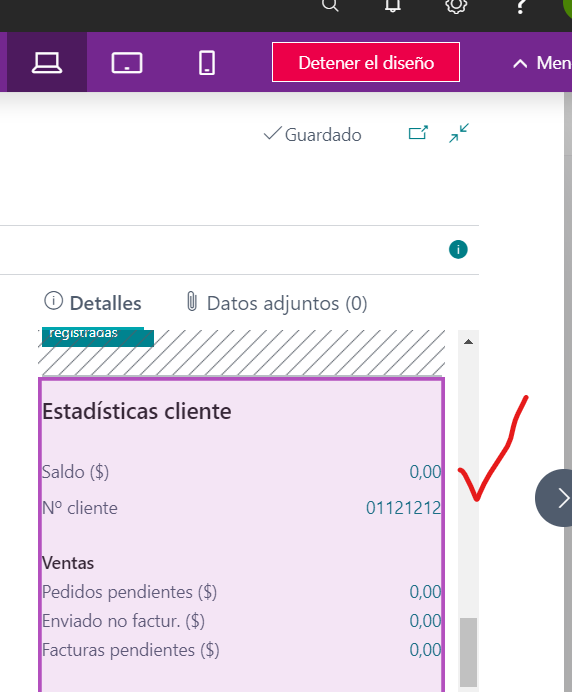 ?
Detener el diseño
Guardado
Detalles
Datos adjuntos (0)
registradas
Estadísticas cliente
Saldo ($) 0,00
Nº cliente 01121212
Ventas
Pedidos pendientes ($) 0,00
Enviado no factur. ($) 0,00
Facturas pendientes ($) 0,00